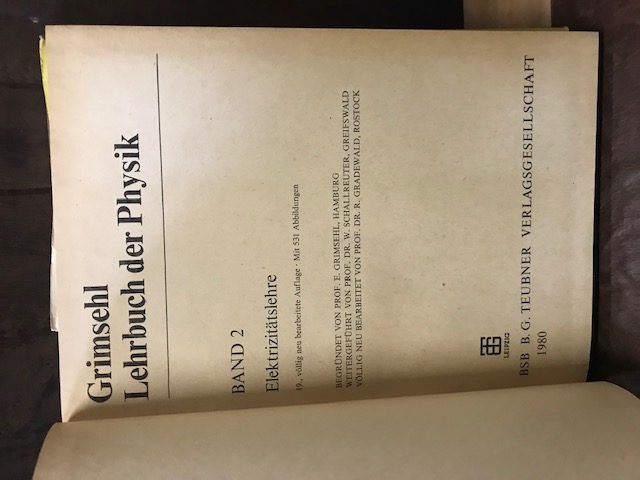 Grimsehl
Lehrbuch der Physik
BAND 2
Elektrizitätslehre
19., völlig neu bearbeitete Auflage · Mit 531 Abbildungen
BEGRÜNDET VON PROF. E. GRIMSEHL, HAMBURG
WEITERGEFÜHRT VON PROF. DR. W. SCHALLREUTER, GREIFSWALD
VÖLLIG NEU BEARBEITET VON PROF. DR. R. GRADEWALD, ROSTOCK
LEIPZIG
BSB B. G. TEUBNER VERLAGSGESELLSCHAFT
1980